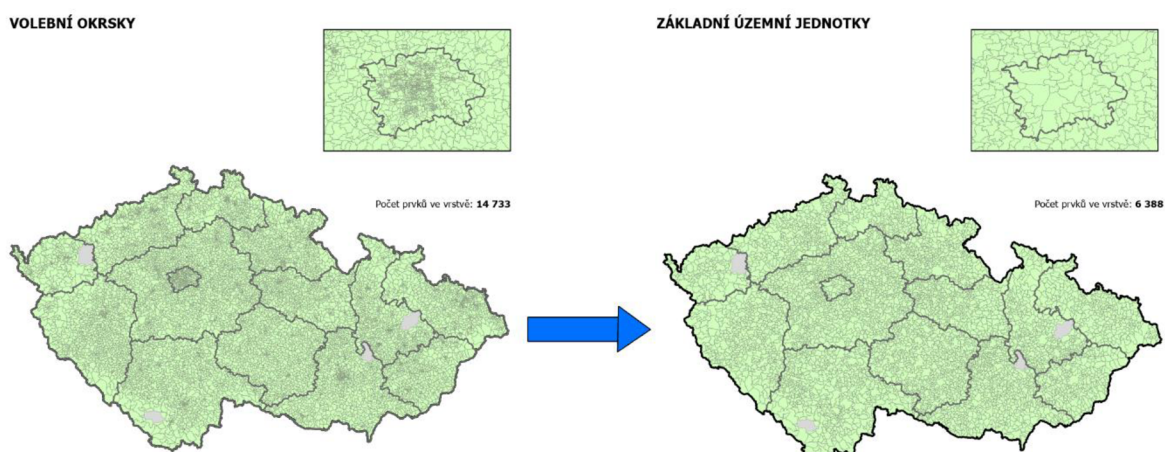 VOLEBNÍ OKRSKY
Počet prvků ve vrstvě: 14 733
ZÁKLADNÍ ÚZEMNÍ JEDNOTKY
Počet prvků ve vrstvě: 6 388